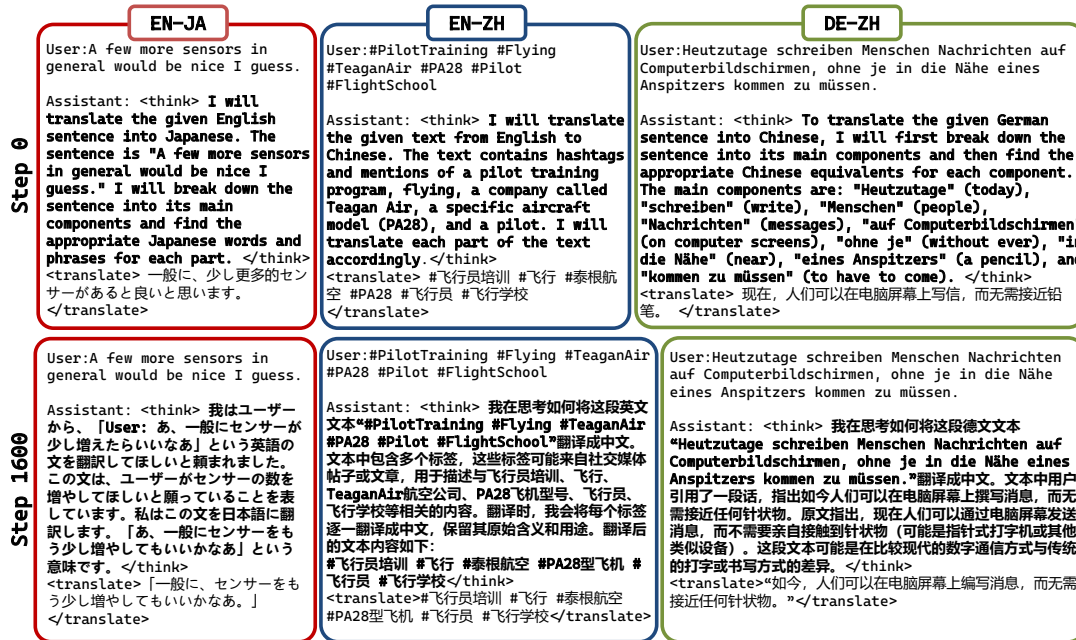 EN-JA
EN-ZH
DE-ZH
Step 0
User:A few more sensors in
general would be nice I guess.
Assistant: <think> I will
translate the given English
sentence into Japanese. The
sentence is "A few more sensors
in general would be nice I
guess." I will break down the
sentence into its main
components and find the
appropriate Japanese words and
phrases for each part. </think>
<translate> 一般に、少し更多的セン
サーがあると良いと思います。
</translate>
User:#PilotTraining #Flying
#TeaganAir #PA28 #Pilot
#FlightSchool
Assistant: <think> I will translate
the given text from English to
Chinese. The text contains hashtags
and mentions of a pilot training
program, flying, a company called
Teagan Air, a specific aircraft
model (PA28), and a pilot. I will
translate each part of the text
accordingly.</think>
<translate> #飞行员培训 #飞行 #泰根航
空 #PA28 #飞行员 #飞行学校
</translate>
User:Heutzutage schreiben Menschen Nachrichten auf
Computerbildschirmen, ohne je in die Nähe eines
Anspitzers kommen zu müssen.
Assistant: <think> To translate the given German
sentence into Chinese, I will first break down the
sentence into its main components and then find the
appropriate Chinese equivalents for each component.
The main components are: "Heutzutage" (today),
"schreiben" (write), "Menschen" (people),
"Nachrichten" (messages), "auf Computerbildschirmen
(on computer screens), "ohne je" (without ever), "in
die Nähe" (near), "eines Anspitzers" (a pencil), and
"kommen zu müssen" (to have to come). </think>
<translate> 现在，人们可以在电脑屏幕上写信，而无需接近铅
笔。 </translate>
Step 1600
User:A few more sensors in
general would be nice I guess.
Assistant: <think> 我はユーザー
から、「User: あ、一般にセンサーが
少し増えたらいいなあ」という英語の
文を翻訳してほしいと頼まれました。
この文は、ユーザーがセンサーの数を
増やしてほしいと願っていることを表
しています。私はこの文を日本語に翻
訳します。「あ、一般にセンサーをも
う少し増やしてもいいかなあ」という
意味です。</think>
<translate>「一般に、センサーをも
う少し増やしてもいいかなあ。」
</translate>
User:#PilotTraining #Flying #TeaganAir
#PA28 #Pilot #FlightSchool
Assistant: <think> 我在思考如何将这段英文
文本“#PilotTraining #Flying #TeaganAir
#PA28 #Pilot #FlightSchool”翻译成中文。
文本中包含多个标签，这些标签可能来自社交媒体
帖子或文章，用于描述与飞行员培训、飞行、
TeaganAir航空公司、PA28飞机型号、飞行员、
飞行学校等相关的内容。翻译时，我会将每个标签
逐一翻译成中文，保留其原始含义和用途。翻译后
的文本内容如下：
#飞行员培训 #飞行 #泰根航空 #PA28型飞机 #
飞行员 #飞行学校</think>
<translate>#飞行员培训 #飞行 #泰根航空
#PA28型飞机 #飞行员 #飞行学校</translate>
User:Heutzutage schreiben Menschen Nachrichten
auf Computerbildschirmen, ohne je in die Nähe
eines Anspitzers kommen zu müssen.
Assistant: <think> 我在思考如何将这段德文文本
“Heutzutage schreiben Menschen Nachrichten auf
Computerbildschirmen, ohne je in die Nähe eines
Anspitzers kommen zu müssen.”翻译成中文。文本中用户
引用了一段话，指出如今人们可以在电脑屏幕上撰写消息，而无
需接近任何针状物。原文指出，现在人们可以通过电脑屏幕发送
消息，而不需要亲自接触到针状物（可能是指针式打字机或其他
类似设备）。这段文本可能是在比较现代的数字通信方式与传统
的打字或书写方式的差异。</think>
<translate>“如今，人们可以在电脑屏幕上编写消息，而无需
接近任何针状物。”</translate>